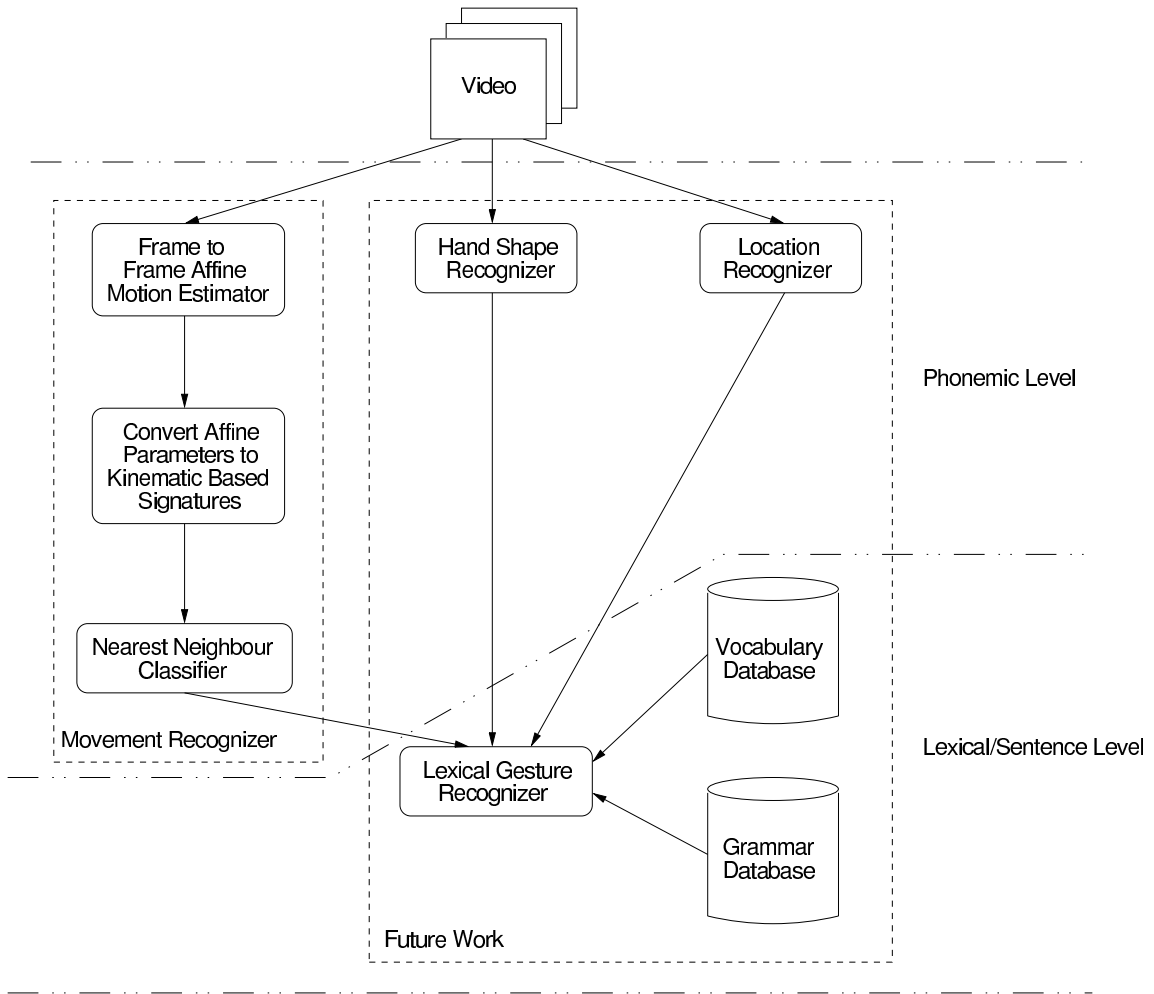 Video
Frame to
Frame Affine
Motion Estimator
Hand Shape
Recognizer
Location
Recognizer
Phonemic Level
Convert Affine
Parameters to
Kinematic Based
Signatures
Nearest Neighbour
Classifier
Movement Recognizer
Vocabulary
Database
Lexical/Sentence Level
Lexical Gesture
Recognizer
Grammar
Database
Future Work